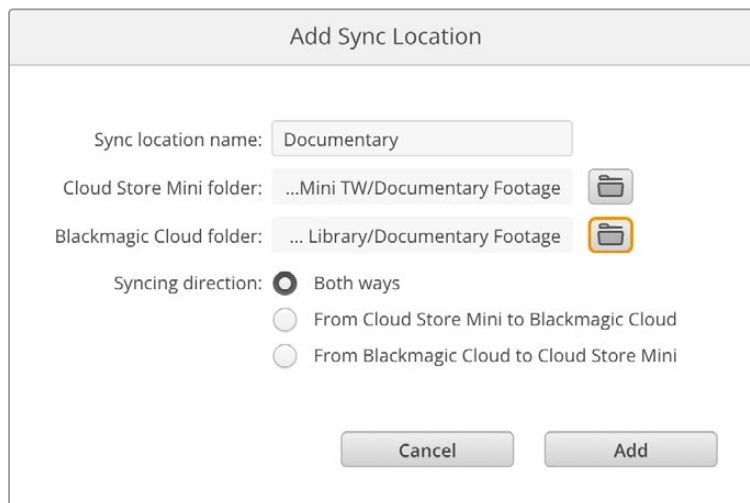 Add Sync Location
Sync location name: Documentary
Cloud Store Mini folder: ...Mini TW/Documentary Footage
Blackmagic Cloud folder: ... Library/Documentary Footage
Syncing direction: Both ways
From Cloud Store Mini to Blackmagic Cloud
From Blackmagic Cloud to Cloud Store Mini
Cancel Add